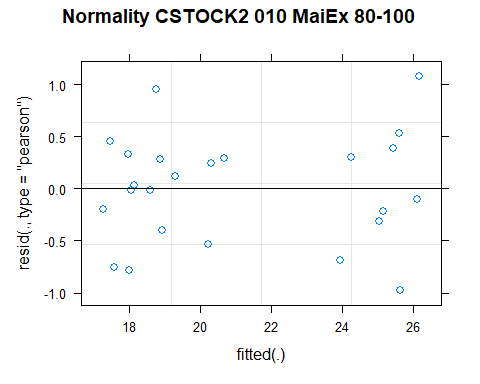 Normality CSTOCK2 010 MaiEx 80-100
resid(., type = "pearson")
1.0
0.5
0.0
-0.5
-1.0
18 20 22 24 26
fitted(.)